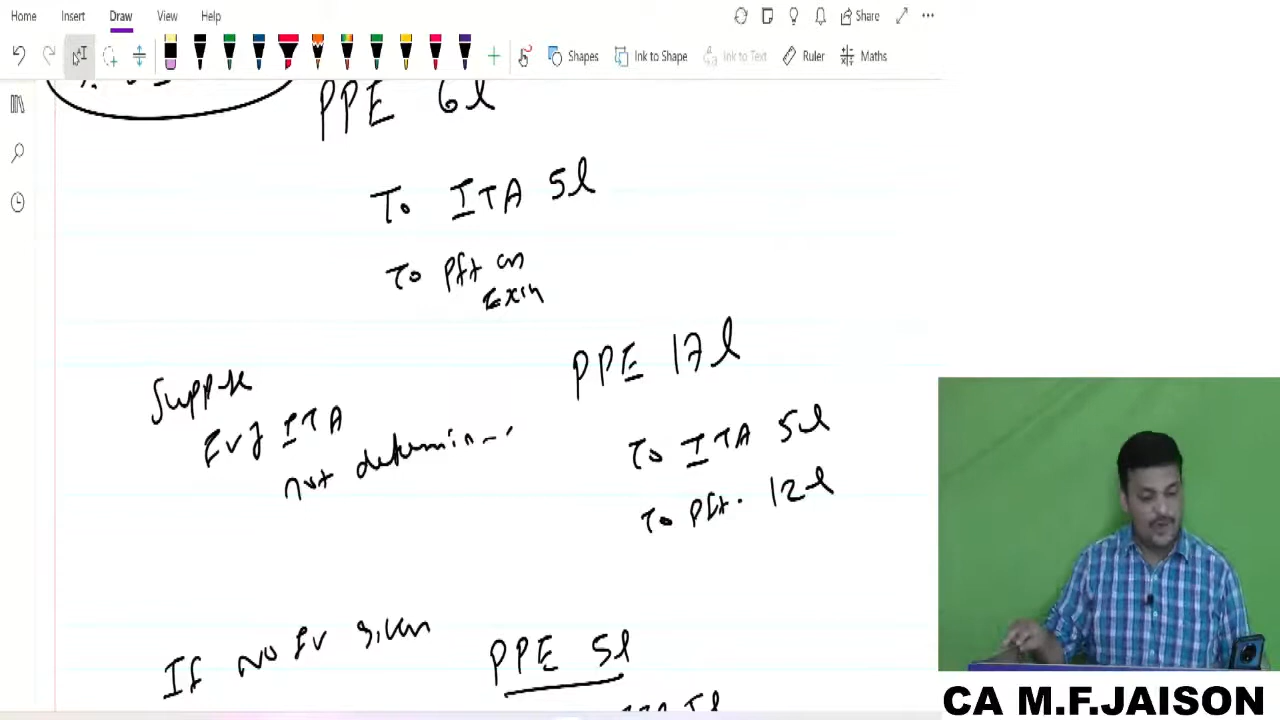 Home Insert Draw View Help
Share
Shapes Ink to Shape Ink to Text Ruler Maths
PPE 6l
To ITA 5l
To Pft on
Exch
Suppose
FV of ITA
not determin
PPE 17l
To ITA 5l
To Pft. 12l
If no FV given
PPE 5l
CA M.F.JAISON